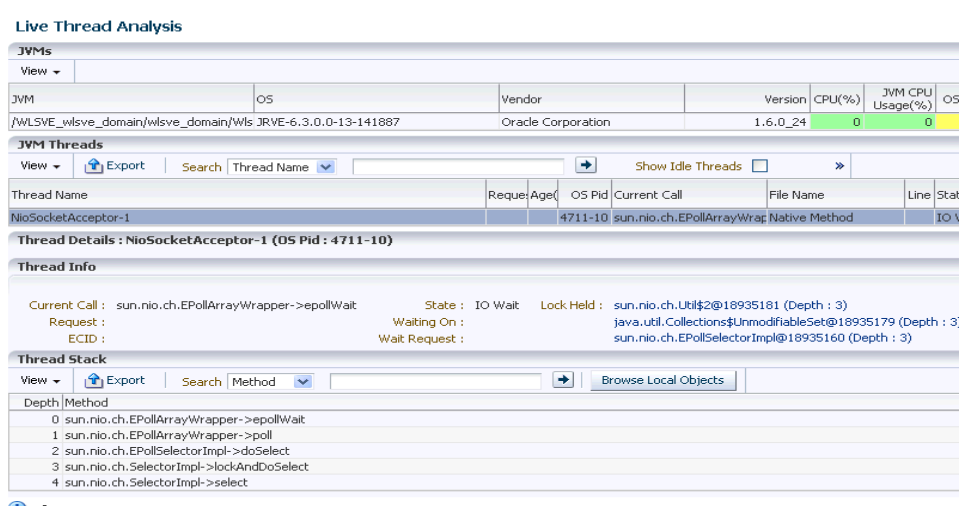 Live Thread Analysis
JVMs
View
JVM OS Vendor Version CPU(%) JVM CPU Usage(%) OS
/WLSVE_wlsve_domain/wlsve_domain/Wls JRVE-6.3.0.0-13-141887 Oracle Corporation 1.6.0_24 0 0
JVM Threads
View Export Search Thread Name Show Idle Threads »
Thread Name Reque Age( OS Pid Current Call File Name Line Stat
NioSocketAcceptor-1 4711-10 sun.nio.ch.EPollArrayWrap Native Method IO W
Thread Details : NioSocketAcceptor-1 (OS Pid : 4711-10)
Thread Info
Current Call : sun.nio.ch.EPollArrayWrapper->epollWait State : IO Wait Lock Held : sun.nio.ch.Util$2@18935181 (Depth : 3)
Request : Waiting On : java.util.Collections$UnmodifiableSet@18935179 (Depth : 3)
ECID : Wait Request : sun.nio.ch.EPollSelectorImpl@18935160 (Depth : 3)
Thread Stack
View Export Search Method Browse Local Objects
Depth Method
0 sun.nio.ch.EPollArrayWrapper->epollWait
1 sun.nio.ch.EPollArrayWrapper->poll
2 sun.nio.ch.EPollSelectorImpl->doSelect
3 sun.nio.ch.SelectorImpl->lockAndDoSelect
4 sun.nio.ch.SelectorImpl->select